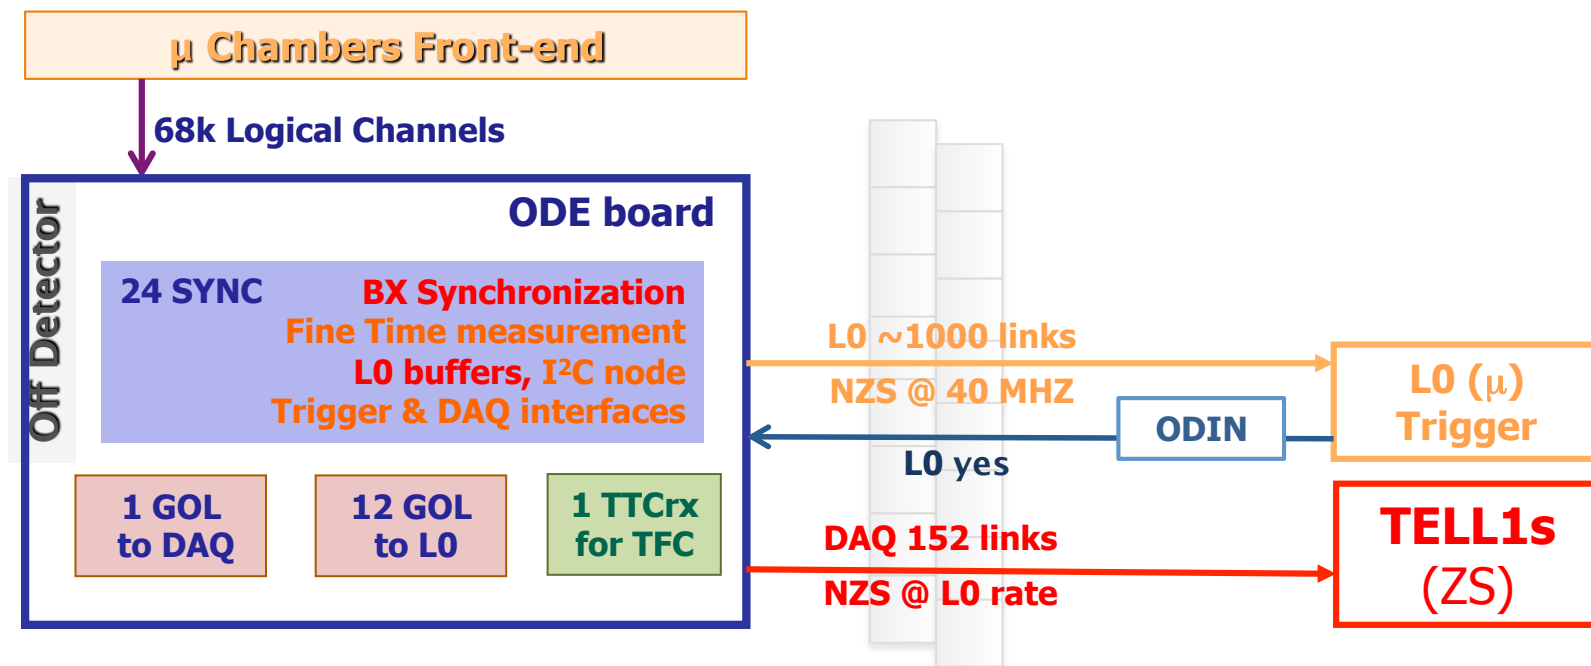 μ Chambers Front-end
68k Logical Channels
Off Detector
ODE board
24 SYNC
BX Synchronization
Fine Time measurement
L0 buffers, I²C node
Trigger & DAQ interfaces
1 GOL
to DAQ
12 GOL
to L0
1 TTCrx
for TFC
L0 ~1000 links
NZS @ 40 MHZ
ODIN
L0 yes
L0 (μ)
Trigger
DAQ 152 links
NZS @ L0 rate
TELL1s
(ZS)